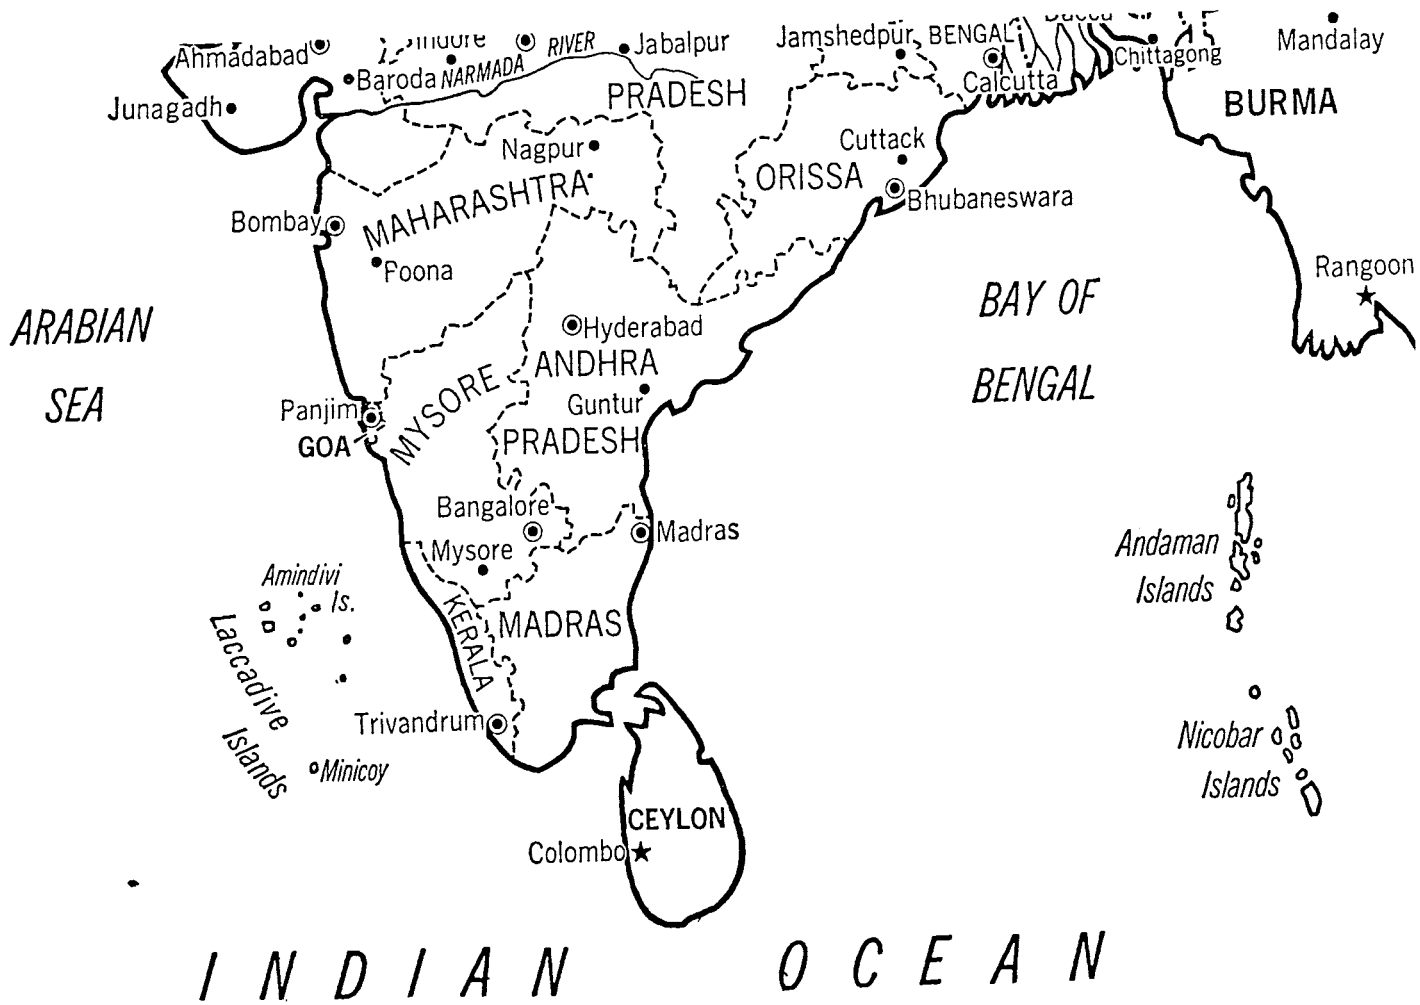 Dacca
Mandalay
Ahmadabad
Indore
RIVER
Jabalpur
Jamshedpur
BENGAL
Chittagong
Baroda
NARMADA
Calcutta
Junagadh
PRADESH
BURMA
Nagpur
Cuttack
ORISSA
MAHARASHTRA
Bhubaneswara
Bombay
Poona
Rangoon
ARABIAN
SEA
BAY OF
BENGAL
Hyderabad
ANDHRA
PRADESH
Guntur
MYSORE
Panjim
GOA
Bangalore
Mysore
Madras
Andaman
Islands
Amindivi
Is.
Laccadive
Islands
KERALA
MADRAS
Trivandrum
Minicoy
Nicobar
Islands
CEYLON
Colombo
INDIAN OCEAN